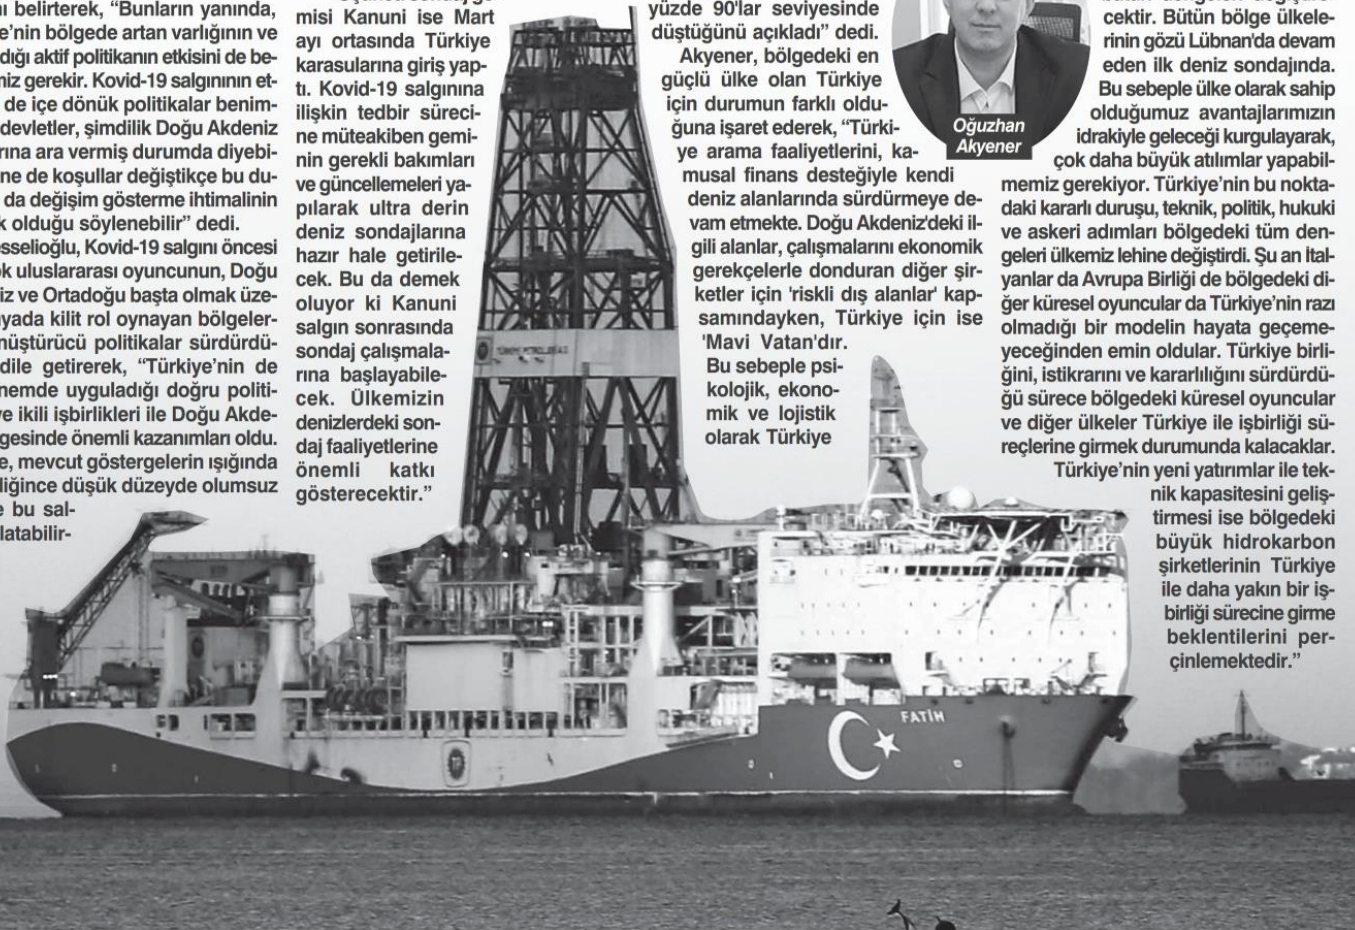 nı belirterek, “Bunların yanında,
e’nin bölgede artan varlığının ve
dığı aktif politikanın etkisini de be-
miz gerekir. Kovid-19 salgınının et-
de içe dönük politikalar benim-
devletler, şimdilik Doğu Akdeniz
rına ara vermiş durumda diyebi-
ne de koşullar değiştikçe bu du-
da değişim gösterme ihtimalinin
k olduğu söylenebilir” dedi.
esselioğlu, Kovid-19 salgını öncesi
ok uluslararası oyuncunun, Doğu
iz ve Ortadoğu başta olmak üze-
nyada kilit rol oynayan bölgeler-
nüştürücü politikalar sürdürdü-
dile getirerek, “Türkiye’nin de
nemde uyguladığı doğru politi-
ve ikili işbirlikleri ile Doğu Akde-
gesinde önemli kazanımları oldu.
e, mevcut göstergelerin ışığında
diğince düşük düzeyde olumsuz
e bu sal-
latabilir-
misi Kanuni ise Mart
ayı ortasında Türkiye
karasularına giriş yap-
tı. Kovid-19 salgınına
ilişkin tedbir süreci-
ne müteakiben gemi-
nin gerekli bakımları
ve güncellemeleri ya-
pılarak ultra derin
deniz sondajlarına
hazır hale getirile-
cek. Bu da demek
oluyor ki Kanuni
salgın sonrasında
sondaj çalışmala-
rına başlayabile-
cek. Ülkemizin
denizlerdeki son-
daj faaliyetlerine
önemli katkı
gösterecektir.”
yüzde 90'lar seviyesinde
düştüğünü açıkladı” dedi.
Akyener, bölgedeki en
güçlü ülke olan Türkiye
için durumun farklı oldu-
ğuna işaret ederek, “Türki-
ye arama faaliyetlerini, ka-
musal finans desteğiyle kendi
deniz alanlarında sürdürmeye de-
vam etmekte. Doğu Akdeniz'deki il-
gili alanlar, çalışmalarını ekonomik
gerekçelerle donduran diğer şir-
ketler için 'riskli dış alanlar' kap-
samındayken, Türkiye için ise
'Mavi Vatan'dır.
Bu sebeple psi-
kolojik, ekono-
mik ve lojistik
olarak Türkiye
Oğuzhan
Akyener
cektir. Bütün bölge ülkele-
rinin gözü Lübnan'da devam
eden ilk deniz sondajında.
Bu sebeple ülke olarak sahip
olduğumuz avantajlarımızın
idrakiyle geleceği kurgulayarak,
çok daha büyük atılımlar yapabil-
memiz gerekiyor. Türkiye’nin bu nokta-
daki kararlı duruşu, teknik, politik, hukuki
ve askeri adımları bölgedeki tüm den-
geleri ülkemiz lehine değiştirdi. Şu an İtal-
yanlar da Avrupa Birliği de bölgedeki di-
ğer küresel oyuncular da Türkiye’nin razı
olmadığı bir modelin hayata geçeme-
yeceğinden emin oldular. Türkiye birli-
ğini, istikrarını ve kararlılığını sürdürdü-
ğü sürece bölgedeki küresel oyuncular
ve diğer ülkeler Türkiye ile işbirliği sü-
reçlerine girmek durumunda kalacaklar.
Türkiye’nin yeni yatırımlar ile tek-
nik kapasitesini geliş-
tirmesi ise bölgedeki
büyük hidrokarbon
şirketlerinin Türkiye
ile daha yakın bir iş-
birliği sürecine girme
beklentilerini per-
çinlemektedir.”
FATİH